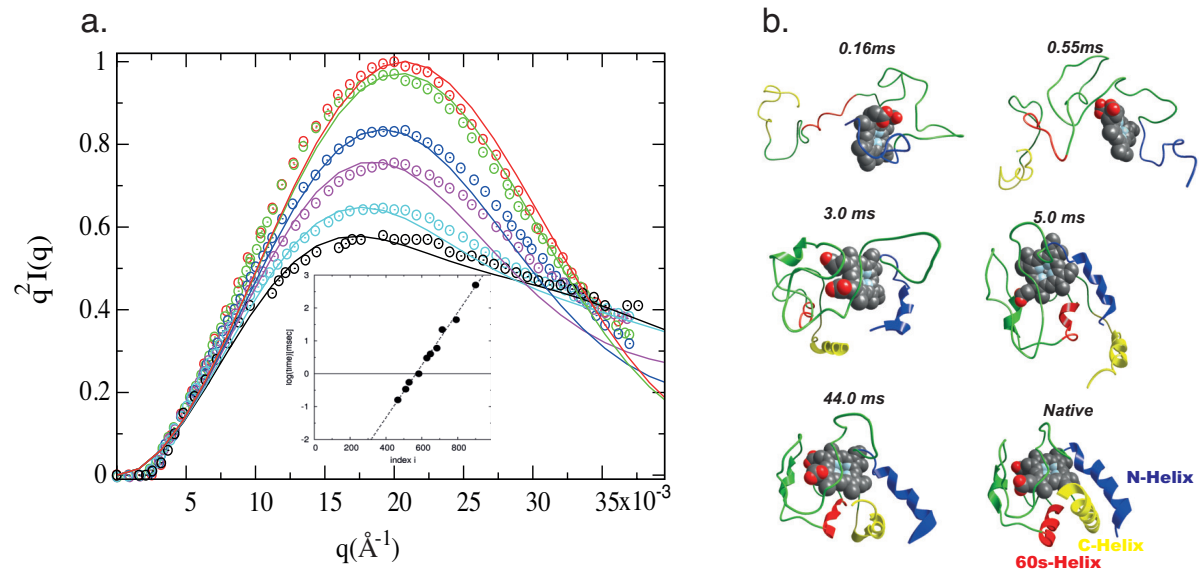 a.
b.
1
0.8
0.6
0.4
0.2
0
q² I(q)
5
10
15
20
25
30
35x10⁻³
q(Å⁻¹)
3
2
1
0
-1
-2
log(time)[msec]
0 200 400 600 800
index i
0.16ms
0.55ms
3.0 ms
5.0 ms
44.0 ms
Native
N-Helix
C-Helix
60s-Helix